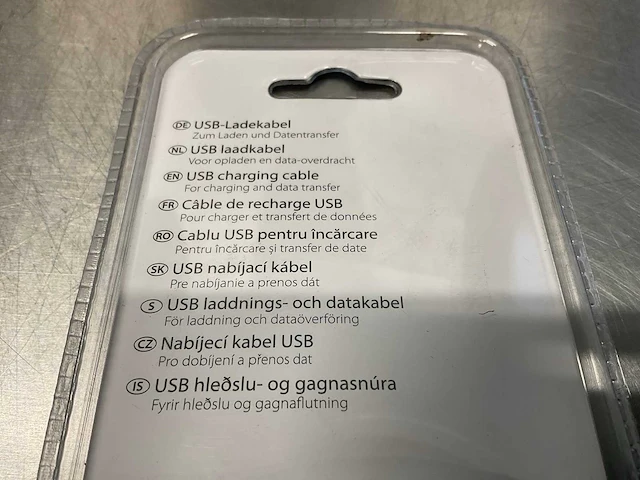 DE USB-Ladekabel
Zum Laden und Datentransfer
NL USB laadkabel
Voor opladen en data-overdracht
EN USB charging cable
For charging and data transfer
FR Câble de recharge USB
Pour charger et transfert de données
RO Cablu USB pentru încărcare
Pentru încărcare și transfer de date
SK USB nabíjací kábel
Pre nabíjanie a prenos dát
S USB laddnings- och datakabel
För laddning och dataöverföring
CZ Nabíjecí kabel USB
Pro dobíjení a přenos dat
IS USB hleðslu- og gagnasnúra
Fyrir hleðslu og gagnaflutning